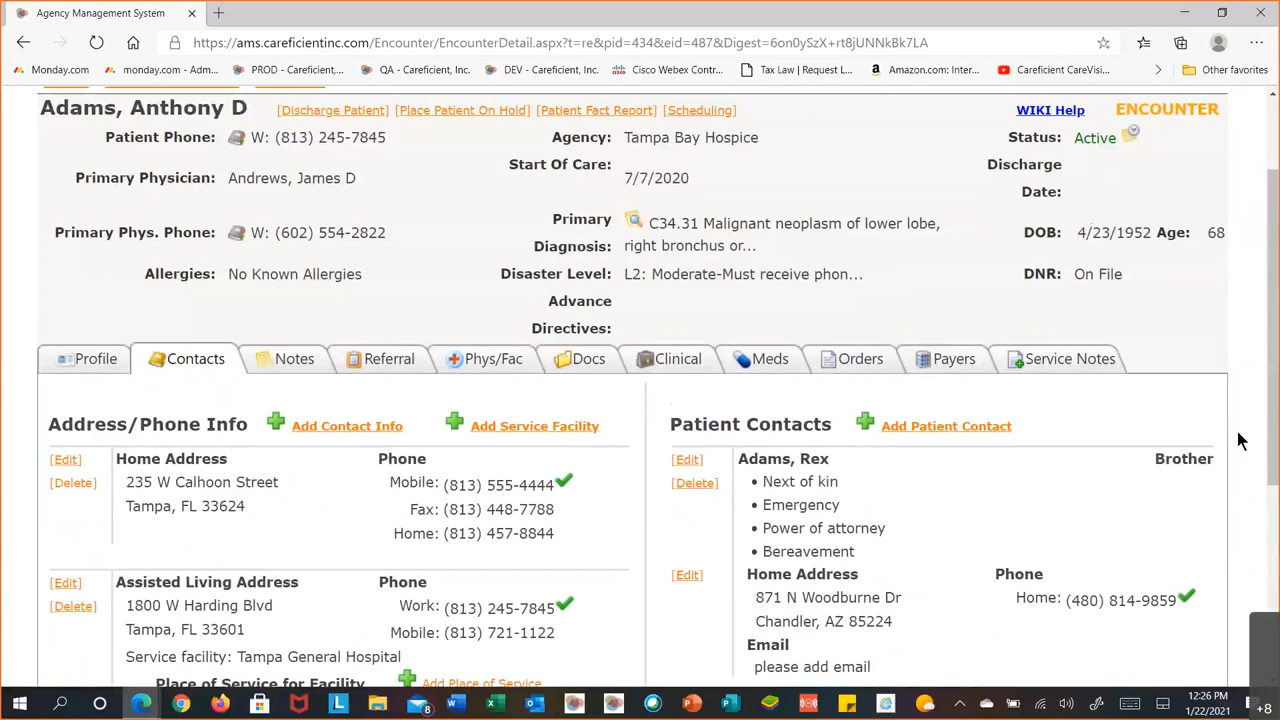 Agency Management System
https://ams.careficientinc.com/Encounter/EncounterDetail.aspx?t=re&pid=434&eid=487&Digest=6on0ySzX+rt8jUNNkBk7LA
Monday.com
monday.com - Adm...
PROD - Careficient,...
QA - Careficient, Inc.
DEV - Careficient, Inc.
Cisco Webex Contr...
Tax Law | Request L...
Amazon.com: Inter...
Careficient CareVisi...
Other favorites
Adams, Anthony D
[Discharge Patient] [Place Patient On Hold] [Patient Fact Report] [Scheduling]
WIKI Help
ENCOUNTER
Patient Phone: W: (813) 245-7845
Agency: Tampa Bay Hospice
Status: Active
Start Of Care: 7/7/2020
Discharge Date:
Primary Physician: Andrews, James D
Primary Diagnosis: C34.31 Malignant neoplasm of lower lobe,
right bronchus or...
Primary Phys. Phone: W: (602) 554-2822
DOB: 4/23/1952 Age: 68
Allergies: No Known Allergies
Disaster Level: L2: Moderate-Must receive phon...
DNR: On File
Advance
Directives:
Profile Contacts Notes Referral Phys/Fac Docs Clinical Meds Orders Payers Service Notes
Address/Phone Info Add Contact Info Add Service Facility
[Edit] Home Address Phone
[Delete] 235 W Calhoon Street Mobile: (813) 555-4444
Tampa, FL 33624 Fax: (813) 448-7788
Home: (813) 457-8844
[Edit] Assisted Living Address Phone
[Delete] 1800 W Harding Blvd Work: (813) 245-7845
Tampa, FL 33601 Mobile: (813) 721-1122
Service facility: Tampa General Hospital
Place of Service for Facility Add Place of Service
Patient Contacts Add Patient Contact
[Edit] Adams, Rex Brother
[Delete] • Next of kin
• Emergency
• Power of attorney
• Bereavement
[Edit] Home Address Phone
871 N Woodburne Dr Home: (480) 814-9859
Chandler, AZ 85224
Email
please add email
12:26 PM
1/22/2021
+8